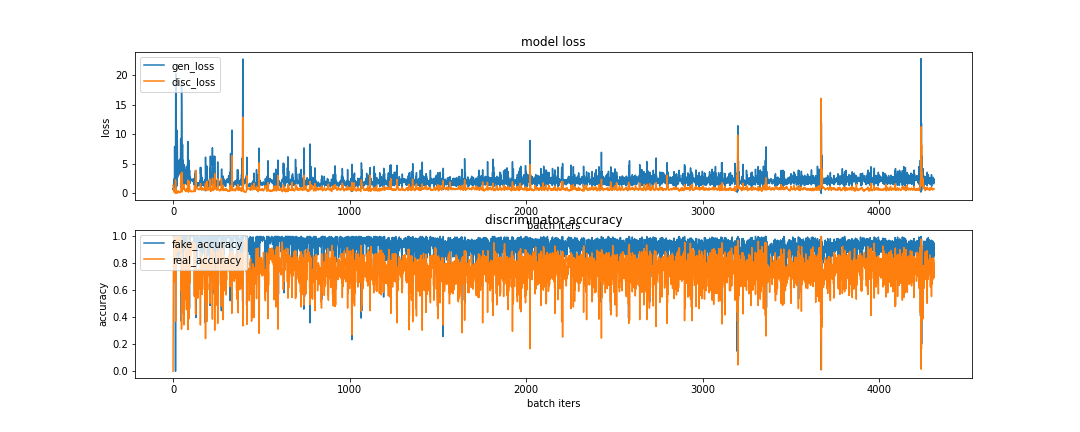 model loss
gen_loss
disc_loss
20
15
10
5
0
loss
0
1000
2000
3000
4000
batch iters
discriminator accuracy
fake_accuracy
real_accuracy
1.0
0.8
0.6
0.4
0.2
0.0
accuracy
0
1000
2000
3000
4000
batch iters